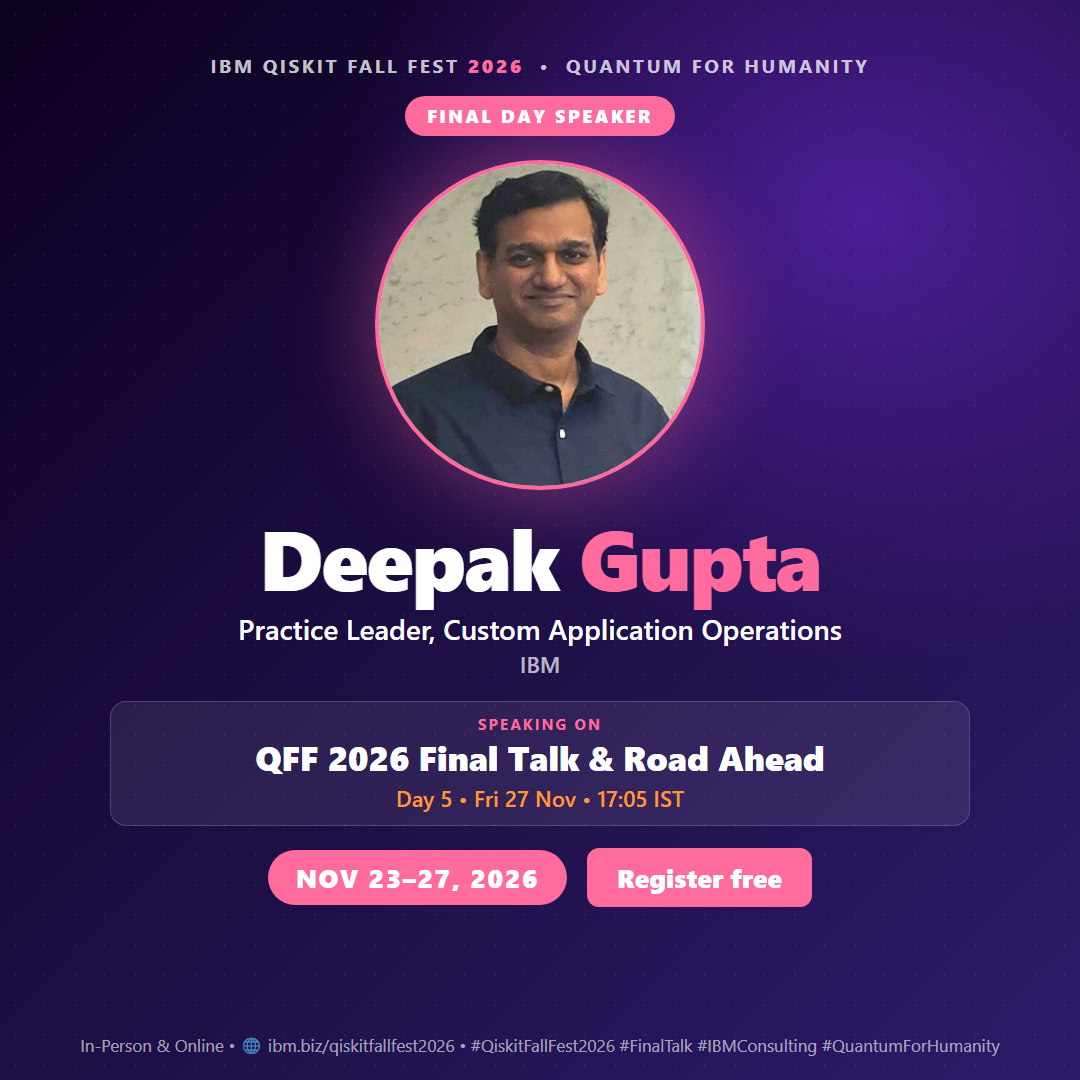 IBM QISKIT FALL FEST 2026 • QUANTUM FOR HUMANITY
FINAL DAY SPEAKER
Deepak Gupta
Practice Leader, Custom Application Operations
IBM
SPEAKING ON
QFF 2026 Final Talk & Road Ahead
Day 5 • Fri 27 Nov • 17:05 IST
NOV 23–27, 2026
Register free
In-Person & Online • 🌐 ibm.biz/qiskitfallfest2026 • #QiskitFallFest2026 #FinalTalk #IBMConsulting #QuantumForHumanity